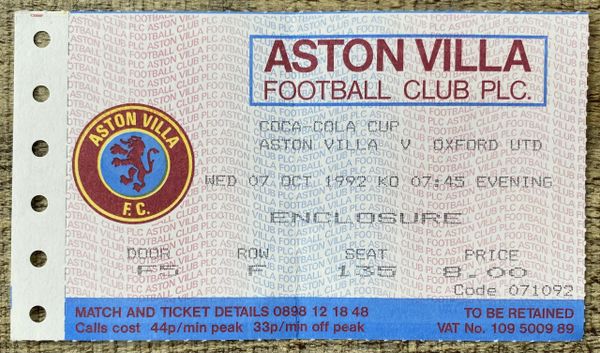 ASTON VILLA
FOOTBALL CLUB PLC.
COCA-COLA CUP
ASTON VILLA V OXFORD UTD
ASTON VILLA
F.C.
WED 07 OCT 1992 KO 07:45 EVENING
ENCLOSURE
DOOR ROW SEAT PRICE
F5 F 135 8.00
Code 071092
MATCH AND TICKET DETAILS 0898 12 18 48 TO BE RETAINED
Calls cost 44p/min peak 33p/min off peak VAT No. 109 5009 89